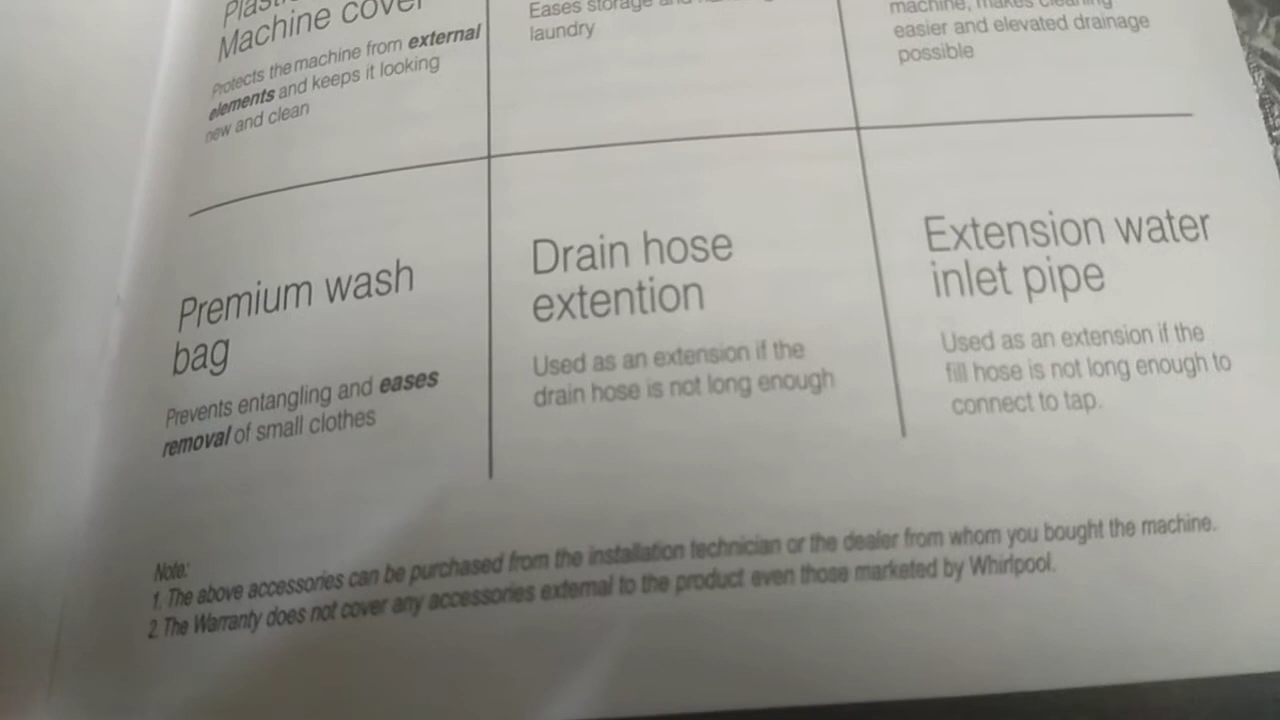 Machine cover
Protects the machine from external
elements and keeps it looking
new and clean
Eases storage and
laundry
machine, makes cleaning
easier and elevated drainage
possible
Premium wash
bag
Prevents entangling and eases
removal of small clothes
Drain hose
extention
Used as an extension if the
drain hose is not long enough
Extension water
inlet pipe
Used as an extension if the
fill hose is not long enough to
connect to tap.
Note:
1. The above accessories can be purchased from the installation technician or the dealer from whom you bought the machine.
2. The Warranty does not cover any accessories external to the product even those marketed by Whirlpool.